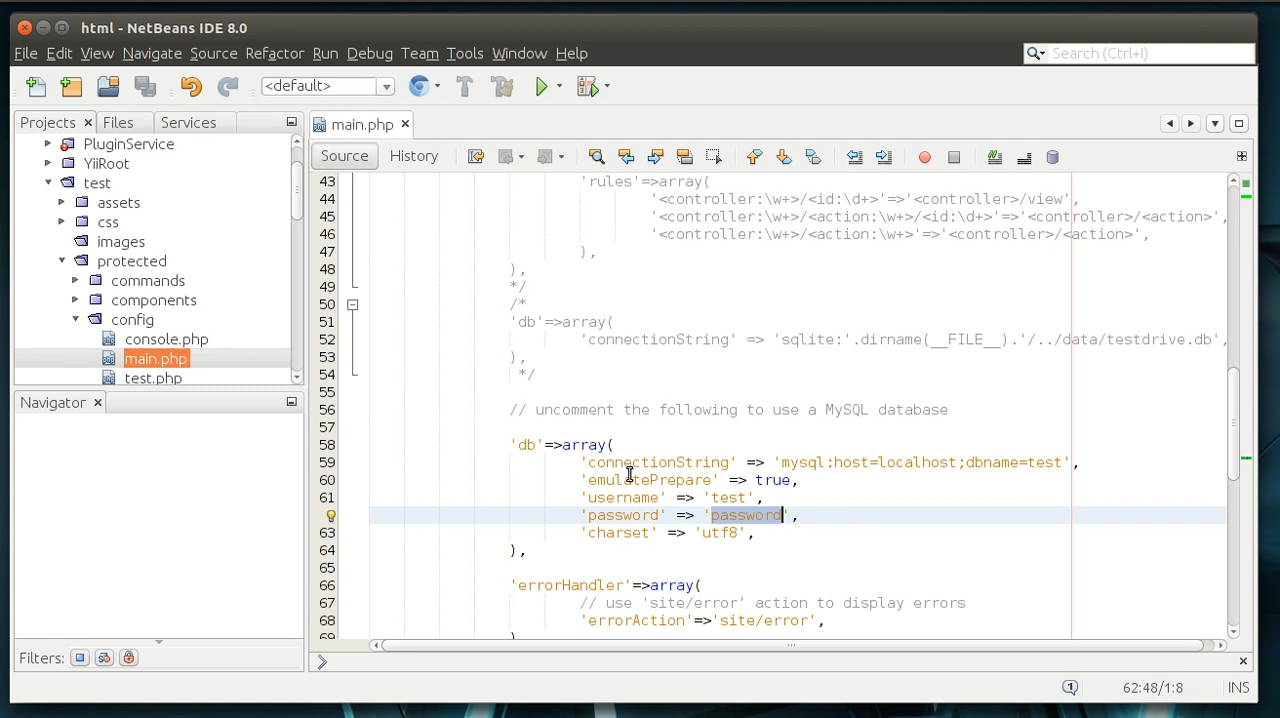 html - NetBeans IDE 8.0
File Edit View Navigate Source Refactor Run Debug Team Tools Window Help
Search (Ctrl+I)
<default>
Projects Files Services
main.php
PluginService
YiiRoot
test
assets
css
images
protected
commands
components
config
console.php
main.php
test.php
Navigator
Filters:
Source History
43 'rules'=>array(
44 '<controller:\w+>/<id:\d+>'=>'<controller>/view',
45 '<controller:\w+>/<action:\w+>/<id:\d+>'=>'<controller>/<action>',
46 '<controller:\w+>/<action:\w+>'=>'<controller>/<action>',
47 ),
48 ),
49 */
50 /*
51 'db'=>array(
52 'connectionString' => 'sqlite:'.dirname(__FILE__).'/../data/testdrive.db',
53 ),
54 */
55
56 // uncomment the following to use a MySQL database
57
58 'db'=>array(
59 'connectionString' => 'mysql:host=localhost;dbname=test',
60 'emulatePrepare' => true,
61 'username' => 'test',
'password' => 'password',
63 'charset' => 'utf8',
64 ),
65
66 'errorHandler'=>array(
67 // use 'site/error' action to display errors
68 'errorAction'=>'site/error',
69 )
1
62:48/1:8 INS